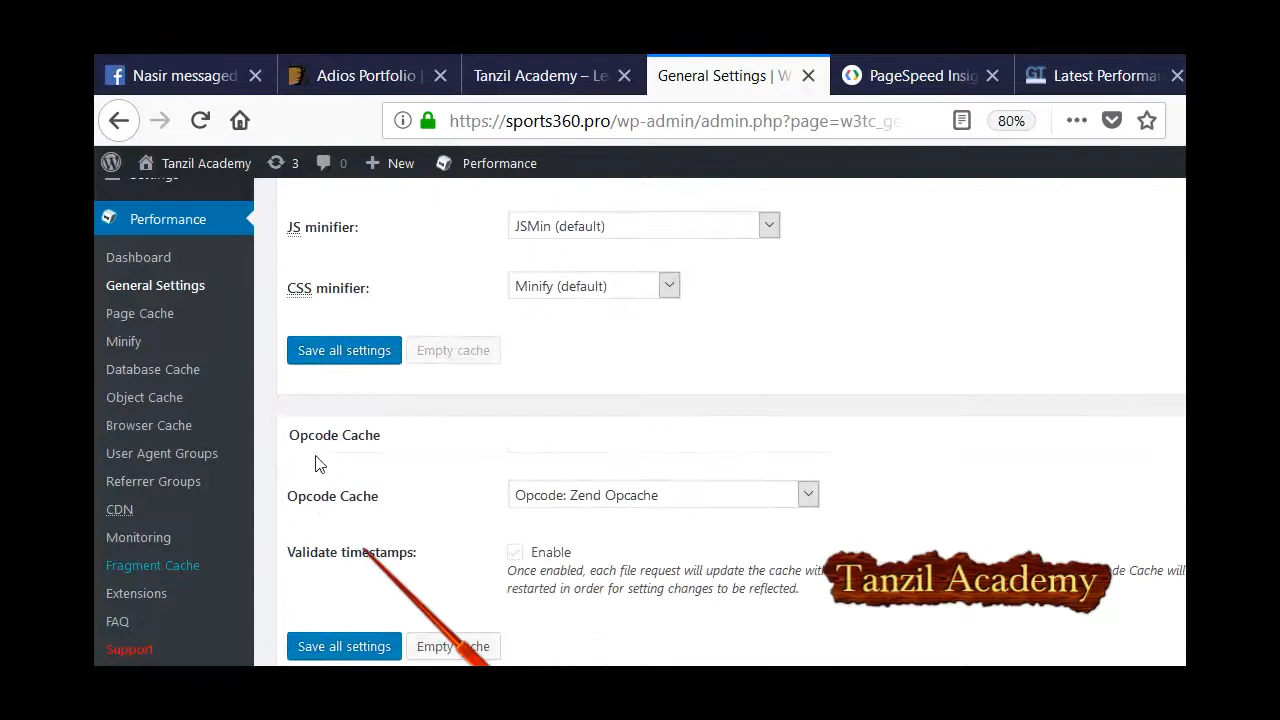 Nasir messaged
Adios Portfolio |
Tanzil Academy – Le
General Settings | W
PageSpeed Insig
GT Latest Performa
https://sports360.pro/wp-admin/admin.php?page=w3tc_ge
80%
Tanzil Academy
3
0
New
Performance
Settings
Performance
Dashboard
General Settings
Page Cache
Minify
Database Cache
Object Cache
Browser Cache
User Agent Groups
Referrer Groups
CDN
Monitoring
Fragment Cache
Extensions
FAQ
Support
JS minifier: JSMin (default)
CSS minifier: Minify (default)
Save all settings Empty cache
Opcode Cache
Opcode Cache Opcode: Zend Opcache
Validate timestamps: Enable
Once enabled, each file request will update the cache with de Cache will
restarted in order for setting changes to be reflected.
Save all settings Empty cache
Tanzil Academy